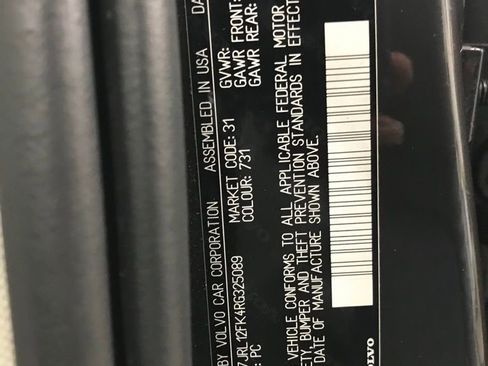 BY VOLVO CAR CORPORATION ASSEMBLED IN USA DA
GVWR:
GAWR FRONT:
GAWR REAR:
7JRL12FK4RG325089 MARKET CODE: 31
: PC COLOUR: 731
VEHICLE CONFORMS TO ALL APPLICABLE FEDERAL MOTOR
ETY, BUMPER AND THEFT PREVENTION STANDARDS IN EFFECT
DATE OF MANUFACTURE SHOWN ABOVE.
VOLVO